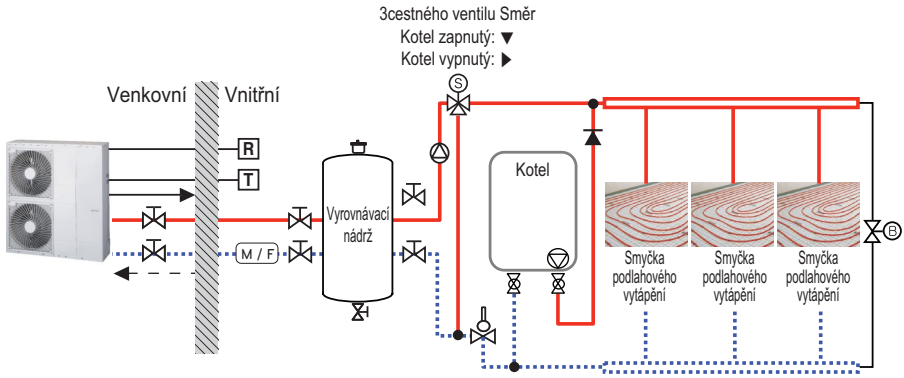 3cestného ventilu Směr
Kotel zapnutý: ▼
Kotel vypnutý: ▶
S
Venkovní
Vnitřní
R
T
Kotel
Vyrovnávací
nádrž
M / F
B
Smyčka
podlahového
vytápění
Smyčka
podlahového
vytápění
Smyčka
podlahového
vytápění